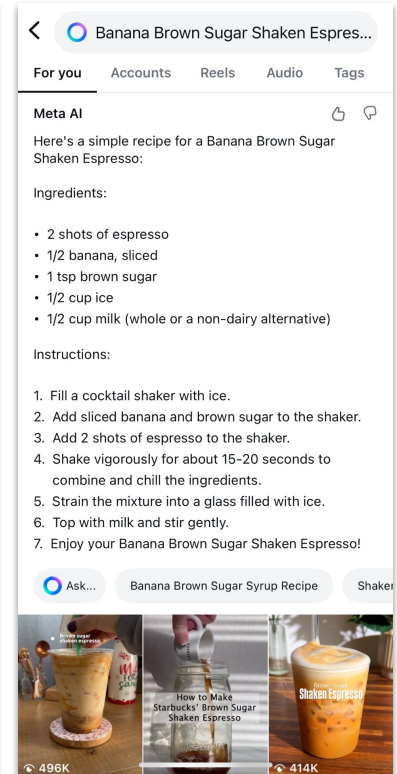 Banana Brown Sugar Shaken Espres...
For you Accounts Reels Audio Tags
Meta AI
Here's a simple recipe for a Banana Brown Sugar
Shaken Espresso:
Ingredients:
• 2 shots of espresso
• 1/2 banana, sliced
• 1 tsp brown sugar
• 1/2 cup ice
• 1/2 cup milk (whole or a non-dairy alternative)
Instructions:
1. Fill a cocktail shaker with ice.
2. Add sliced banana and brown sugar to the shaker.
3. Add 2 shots of espresso to the shaker.
4. Shake vigorously for about 15-20 seconds to
combine and chill the ingredients.
5. Strain the mixture into a glass filled with ice.
6. Top with milk and stir gently.
7. Enjoy your Banana Brown Sugar Shaken Espresso!
Ask... Banana Brown Sugar Syrup Recipe Shaker
Brown sugar
shaken espresso
496K
How to Make
Starbucks' Brown Sugar
Shaken Espresso
Brown Sugar
Shaken Espresso
414K